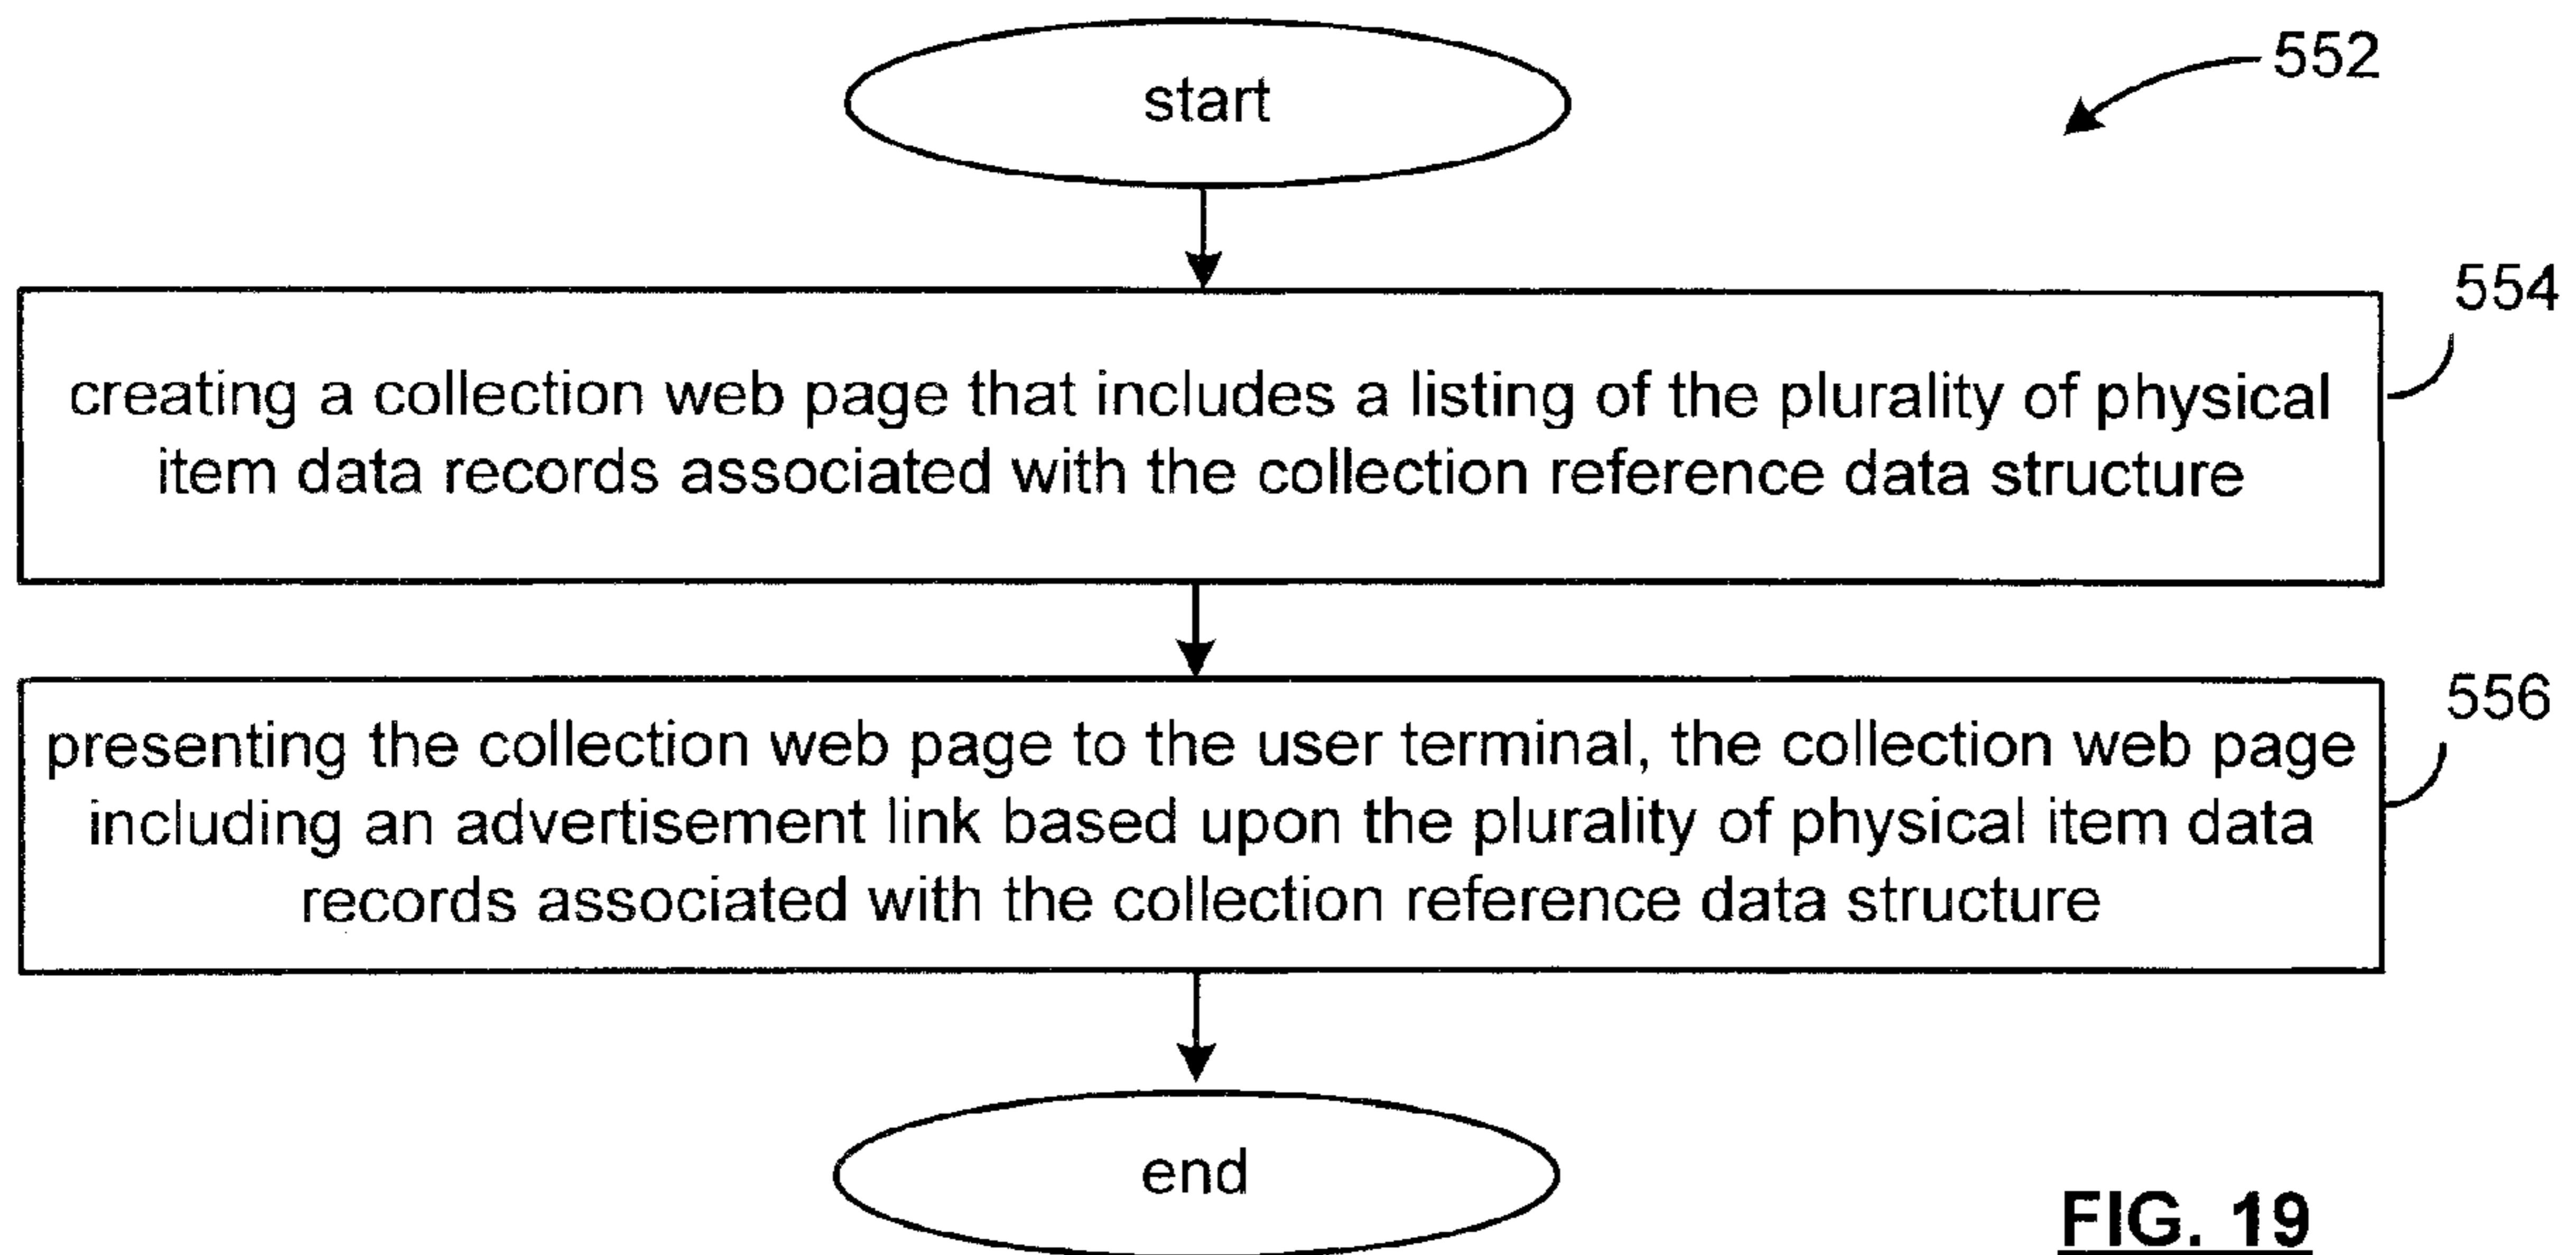 start
552
554
creating a collection web page that includes a listing of the plurality of physical
item data records associated with the collection reference data structure
556
presenting the collection web page to the user terminal, the collection web page
including an advertisement link based upon the plurality of physical item data
records associated with the collection reference data structure
end
FIG. 19